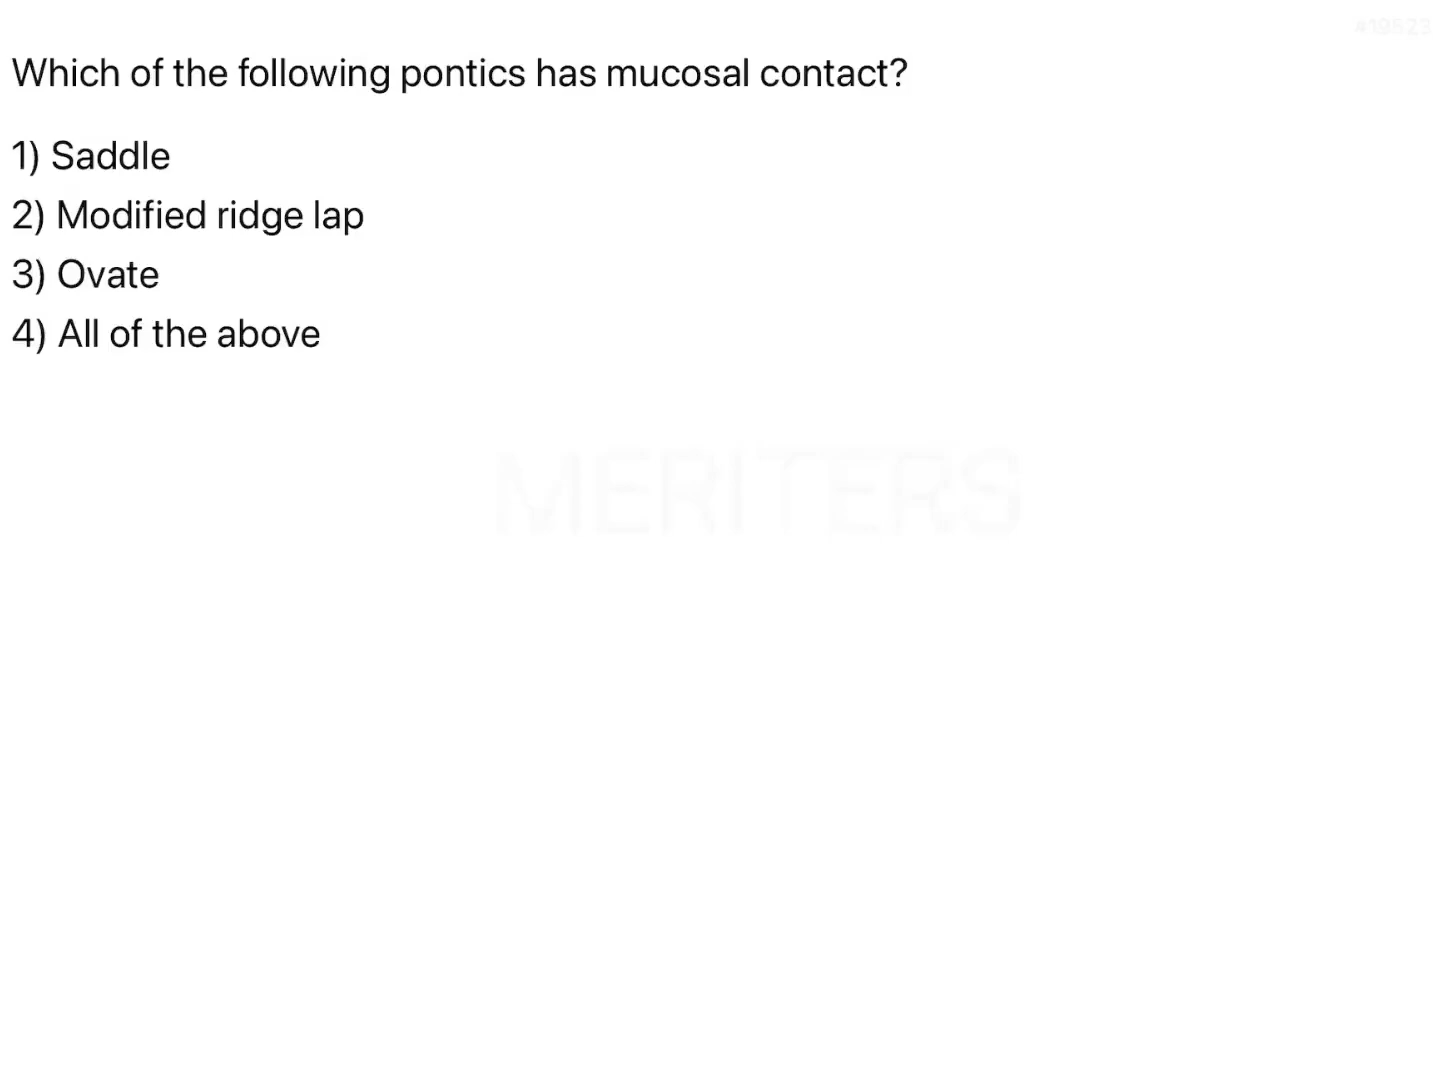 #19523
Which of the following pontics has mucosal contact?
1) Saddle
2) Modified ridge lap
3) Ovate
4) All of the above
MERITERS